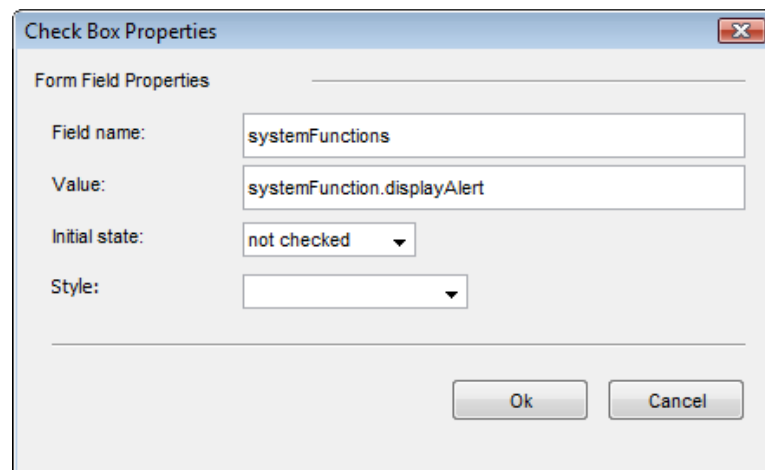 Check Box Properties
Form Field Properties
Field name: systemFunctions
Value: systemFunction.displayAlert
Initial state: not checked
Style:
Ok Cancel